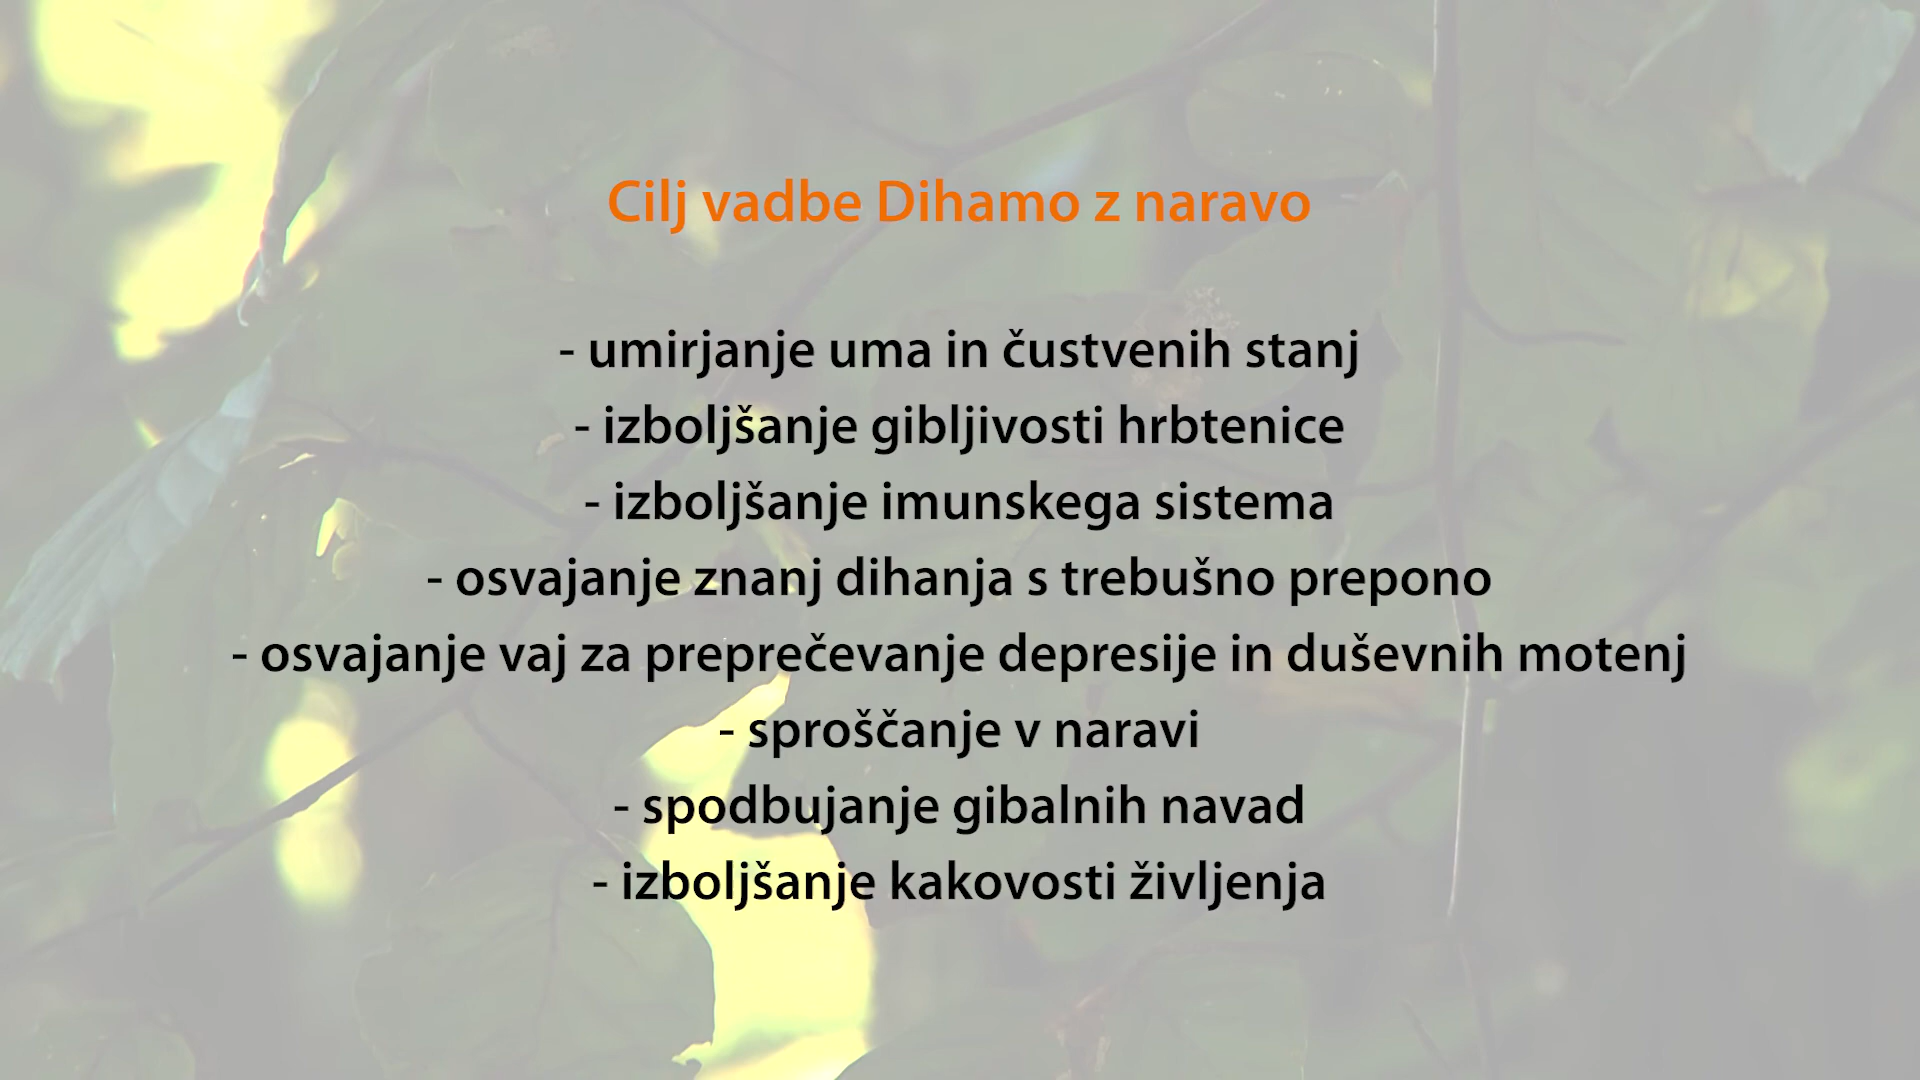 Cilj vadbe Dihamo z naravo
- umirjanje uma in čustvenih stanj
- izboljšanje gibljivosti hrbtenice
- izboljšanje imunskega sistema
- osvajanje znanj dihanja s trebušno prepono
- osvajanje vaj za preprečevanje depresije in duševnih motenj
- sproščanje v naravi
- spodbujanje gibalnih navad
- izboljšanje kakovosti življenja